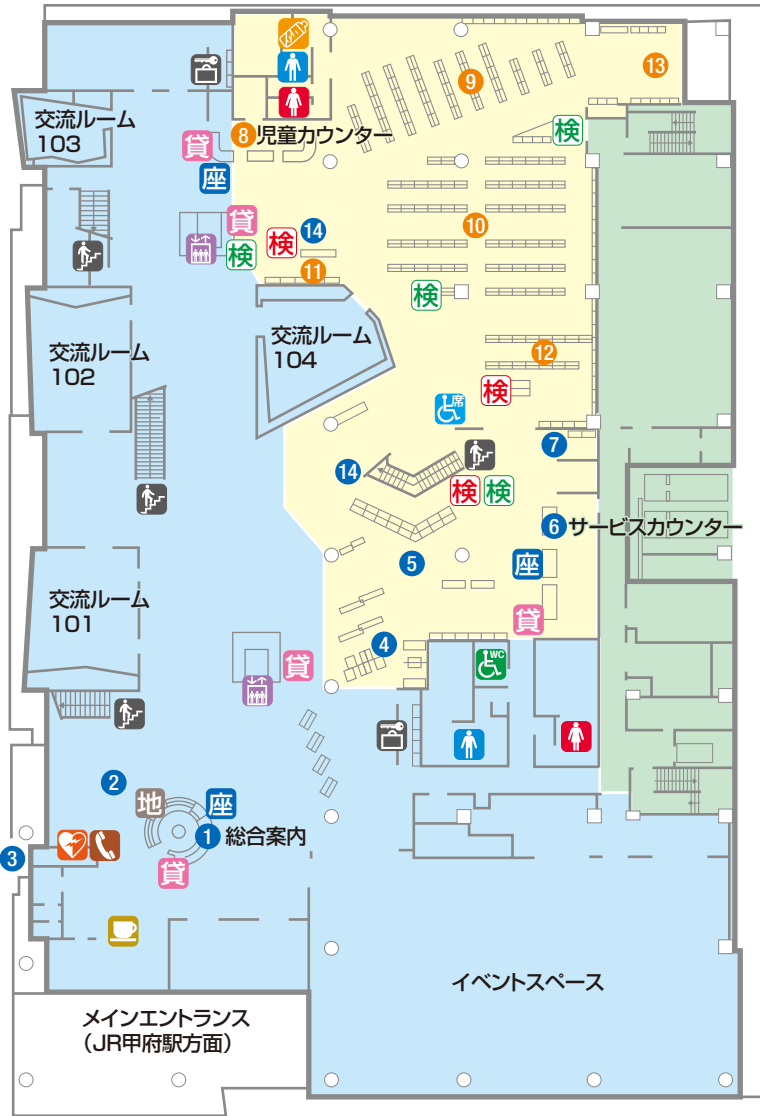 13
9
交流ルーム
103
検
8 児童カウンター
貸
座
貸
14
10
検
検
11
検
交流ルーム
102
交流ルーム
104
12
検
席
7
14
検
検
6 サービスカウンター
5
座
交流ルーム
101
貸
4
貸
WC
2
地
座
1 総合案内
3
貸
イベントスペース
メインエントランス
(JR甲府駅方面)